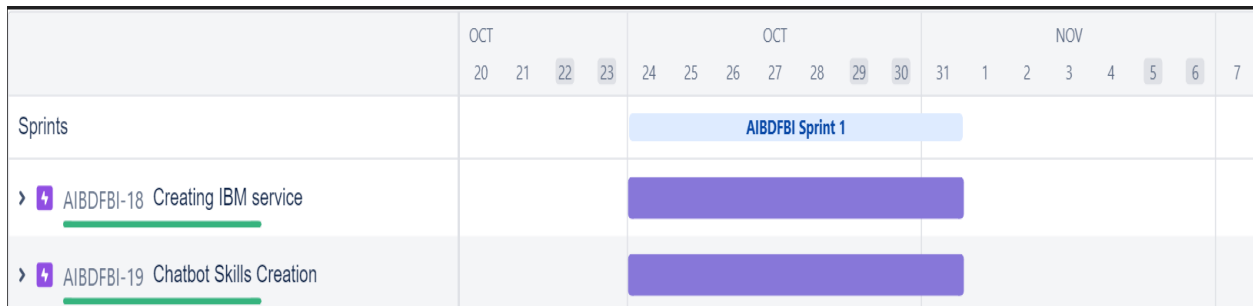 OCT OCT NOV
20 21 22 23 24 25 26 27 28 29 30 31 1 2 3 4 5 6 7
Sprints AIBDFBI Sprint 1
AIBDFBI-18 Creating IBM service
AIBDFBI-19 Chatbot Skills Creation